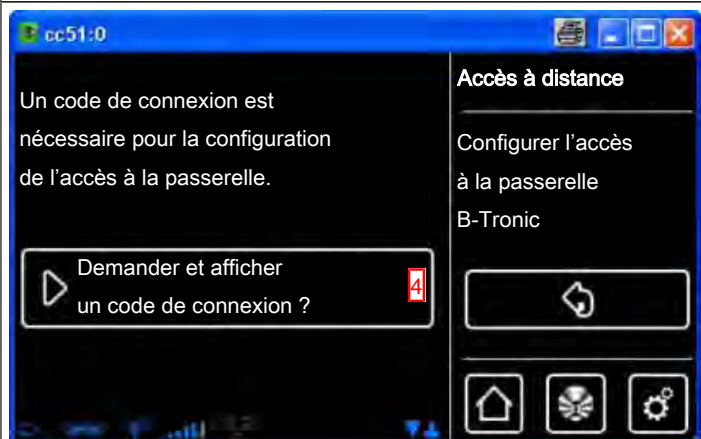 cc51:0
Un code de connexion est
nécessaire pour la configuration
de l'accès à la passerelle.
Demander et afficher
un code de connexion ?
4
Accès à distance
Configurer l'accès
à la passerelle
B-Tronic